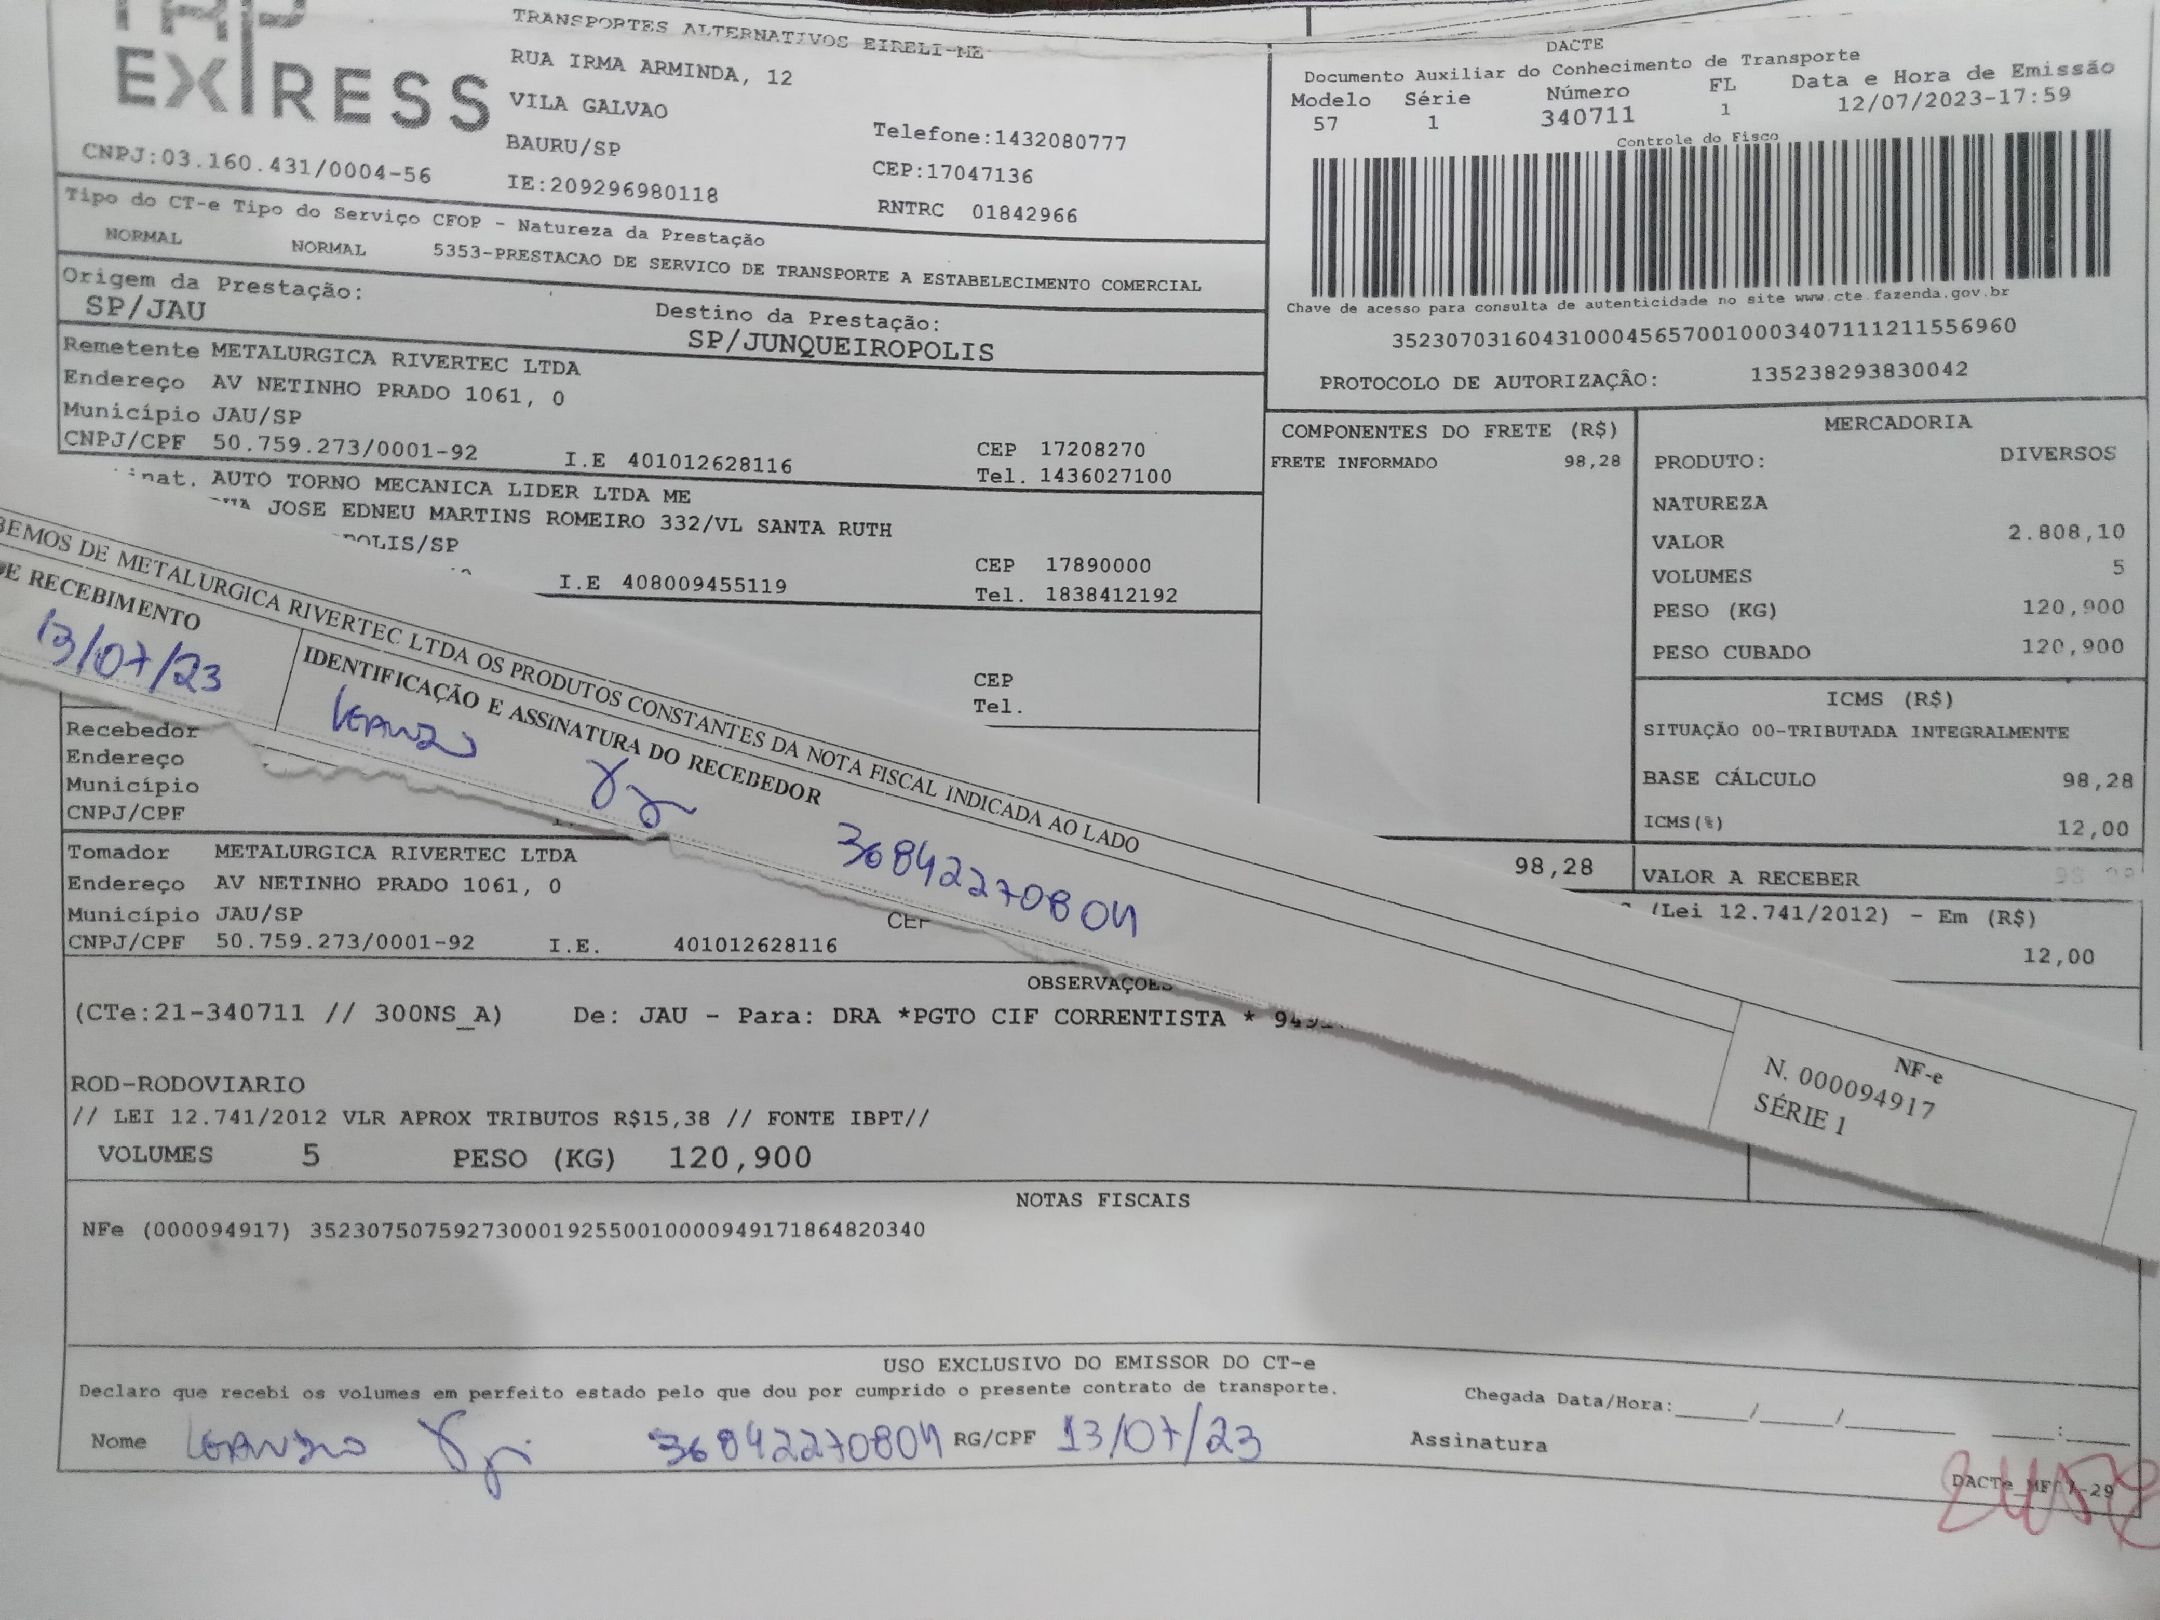 EXPRESS
TRANSPORTES ALTERNATIVOS EIRELI-ME
RUA IRMA ARMINDA, 12
VILA GALVAO
BAURU/SP
Telefone:1432080777
CNPJ:03.160.431/0004-56
IE:209296980118
CEP:17047136
RNTRC 01842966
DACTE
Documento Auxiliar do Conhecimento de Transporte
Modelo Série Número FL Data e Hora de Emissão
57 1 340711 1 12/07/2023-17:59
Controle do Fisco
Chave de acesso para consulta de autenticidade no site www.cte.fazenda.gov.br
35230703160431000456570010003407111211556960
PROTOCOLO DE AUTORIZAÇÃO: 135238293830042
Tipo do CT-e Tipo do Serviço CFOP - Natureza da Prestação
NORMAL NORMAL 5353-PRESTACAO DE SERVICO DE TRANSPORTE A ESTABELECIMENTO COMERCIAL
Origem da Prestação: Destino da Prestação:
SP/JAU SP/JUNQUEIROPOLIS
Remetente METALURGICA RIVERTEC LTDA
Endereço AV NETINHO PRADO 1061, 0
Município JAU/SP CEP 17208270
CNPJ/CPF 50.759.273/0001-92 I.E 401012628116 Tel. 1436027100
inat. AUTO TORNO MECANICA LIDER LTDA ME
JOSE EDNEU MARTINS ROMEIRO 332/VL SANTA RUTH
OLIS/SP CEP 17890000
I.E 408009455119 Tel. 1838412192
CEP
Tel.
COMPONENTES DO FRETE (R$)
FRETE INFORMADO 98,28
MERCADORIA
PRODUTO: DIVERSOS
NATUREZA
VALOR 2.808,10
VOLUMES 5
PESO (KG) 120,900
PESO CUBADO 120,900
ICMS (R$)
SITUAÇÃO 00-TRIBUTADA INTEGRALMENTE
BASE CÁLCULO 98,28
ICMS(%) 12,00
98,28 VALOR A RECEBER
(Lei 12.741/2012) - Em (R$)
12,00
BEMOS DE METALURGICA RIVERTEC LTDA OS PRODUTOS CONSTANTES DA NOTA FISCAL INDICADA AO LADO
E RECEBIMENTO IDENTIFICAÇÃO E ASSINATURA DO RECEBEDOR
13/07/23 36842270804
NF-e
N. 000094917
SÉRIE 1
Recebedor
Endereço
Município
CNPJ/CPF
Tomador METALURGICA RIVERTEC LTDA
Endereço AV NETINHO PRADO 1061, 0
Município JAU/SP CEP
CNPJ/CPF 50.759.273/0001-92 I.E. 401012628116
OBSERVAÇOES
(CTe:21-340711 // 300NS_A) De: JAU - Para: DRA *PGTO CIF CORRENTISTA *
ROD-RODOVIARIO
// LEI 12.741/2012 VLR APROX TRIBUTOS R$15,38 // FONTE IBPT//
VOLUMES 5 PESO (KG) 120,900
NOTAS FISCAIS
NFe (000094917) 35230750759273000192550010000949171864820340
USO EXCLUSIVO DO EMISSOR DO CT-e
Declaro que recebi os volumes em perfeito estado pelo que dou por cumprido o presente contrato de transporte.
Chegada Data/Hora:____/____/______ ____:____
Nome Leandro 36842270804 RG/CPF 13/07/23 Assinatura